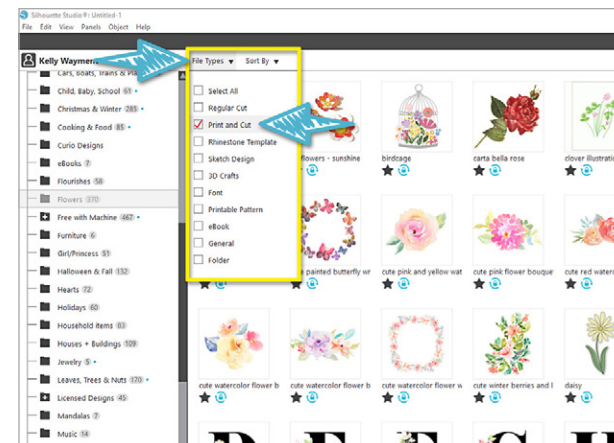 Silhouette Studio®: Untitled-1
File Edit View Panels Object Help
Kelly Wayment
File Types ▼ Sort By ▼
Cars, Boats, Trains & Pla
Child, Baby, School 61
Christmas & Winter 285
Cooking & Food 85
Curio Designs
eBooks 7
Flourishes 58
Flowers 370
Free with Machine 467
Furniture 6
Girl/Princess 51
Halloween & Fall 132
Hearts 72
Holidays 60
Household items 83
Houses + Buildings 109
Jewelry 5
Leaves, Trees & Nuts 170
Licensed Designs 45
Mandalas 7
Music 14
Select All
Regular Cut
Print and Cut
Rhinestone Template
Sketch Design
3D Crafts
Font
Printable Pattern
eBook
General
Folder
flowers - sunshine
birdcage
carta bella rose
clover illustrati
painted butterfly wr
cute pink and yellow wat
cute pink flower bouque
cute red waterc
cute watercolor flower b
cute watercolor flower b
cute watercolor flower w
cute winter berries and l
daisy